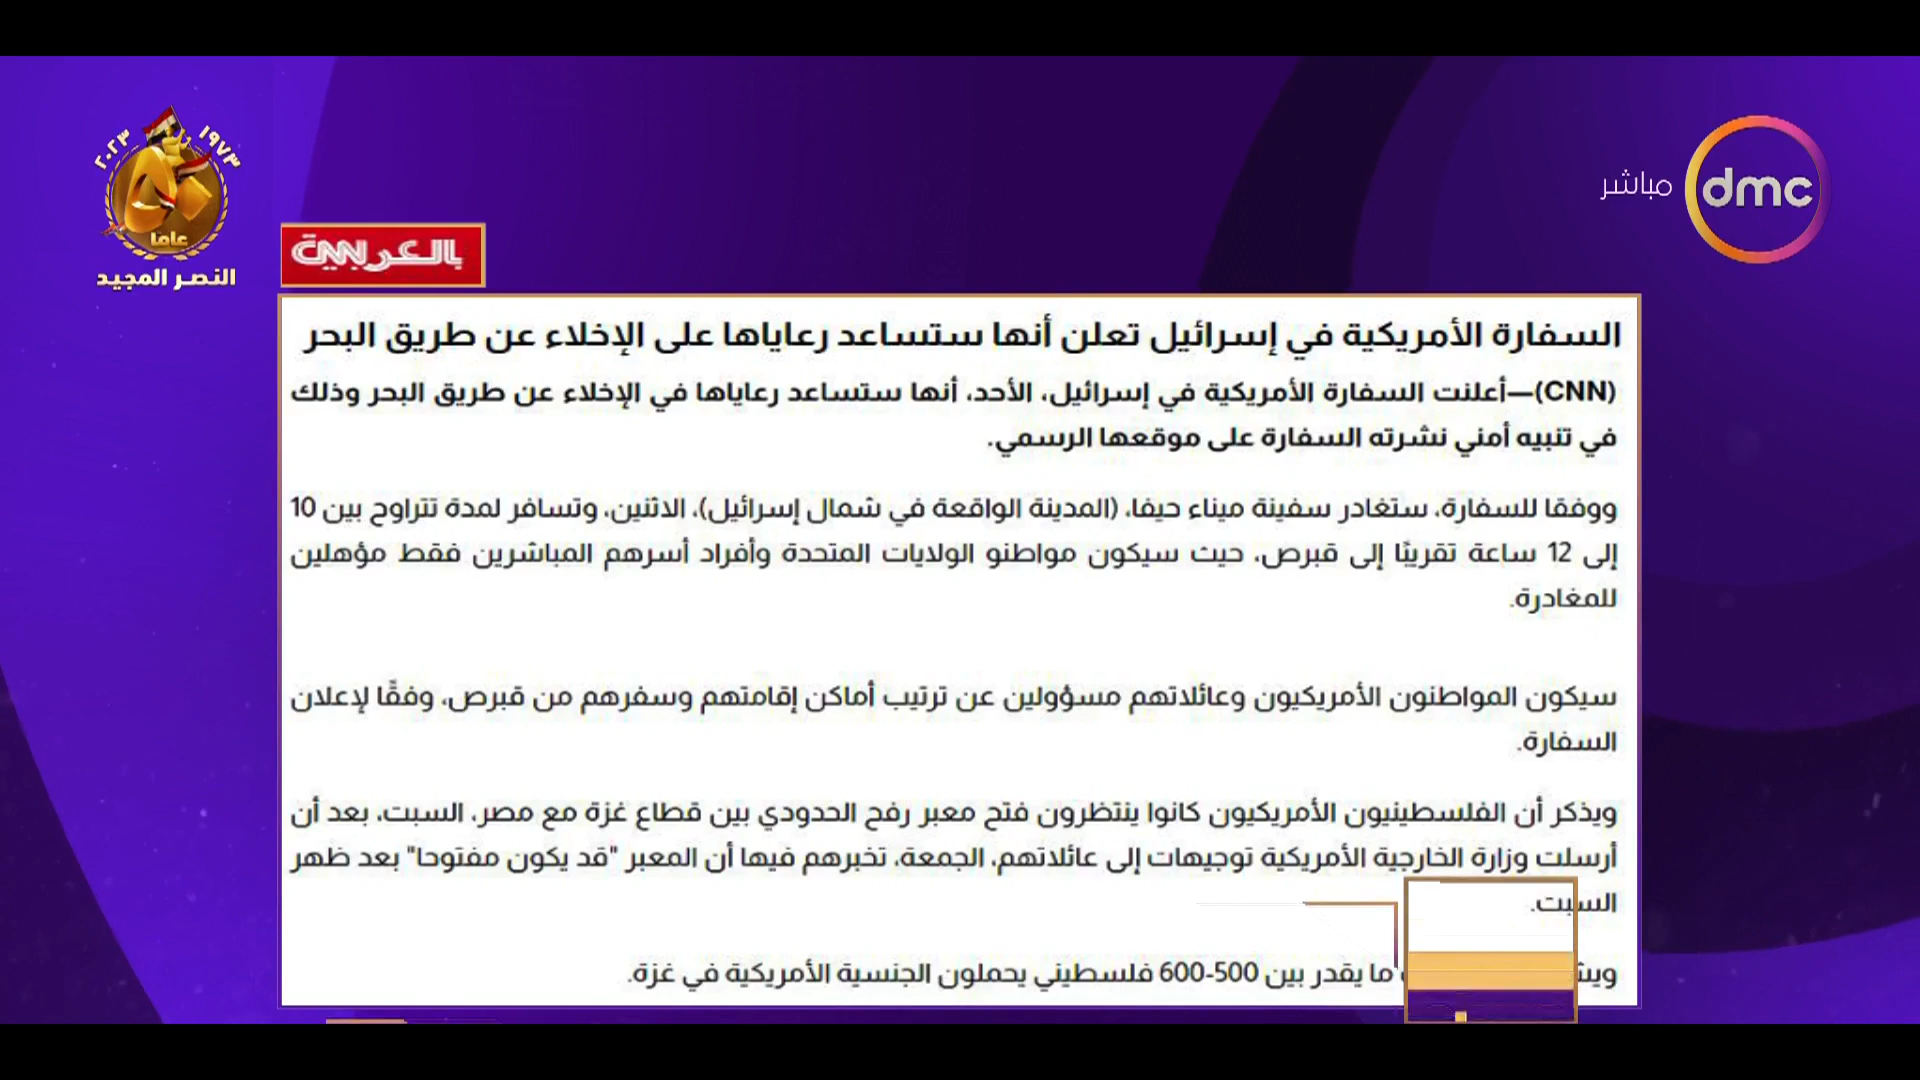 ١٩٧٣ ٢٠٢٣
٥٠
عاما
النصر المجيد
مباشر
dmc
بالعربية
السفارة الأمريكية في إسرائيل تعلن أنها ستساعد رعاياها على الإخلاء عن طريق البحر
(CNN)—أعلنت السفارة الأمريكية في إسرائيل، الأحد، أنها ستساعد رعاياها في الإخلاء عن طريق البحر وذلك
في تنبيه أمني نشرته السفارة على موقعها الرسمي.
ووفقا للسفارة، ستغادر سفينة ميناء حيفا، (المدينة الواقعة في شمال إسرائيل)، الاثنين، وتسافر لمدة تتراوح بين 10
إلى 12 ساعة تقريبًا إلى قبرص، حيث سيكون مواطنو الولايات المتحدة وأفراد أسرهم المباشرين فقط مؤهلين
للمغادرة.
سيكون المواطنون الأمريكيون وعائلاتهم مسؤولين عن ترتيب أماكن إقامتهم وسفرهم من قبرص، وفقًا لإعلان
السفارة.
ويذكر أن الفلسطينيون الأمريكيون كانوا ينتظرون فتح معبر رفح الحدودي بين قطاع غزة مع مصر، السبت، بعد أن
أرسلت وزارة الخارجية الأمريكية توجيهات إلى عائلاتهم، الجمعة، تخبرهم فيها أن المعبر "قد يكون مفتوحا" بعد ظهر
السبت.
ما يقدر بين 500-600 فلسطيني يحملون الجنسية الأمريكية في غزة.